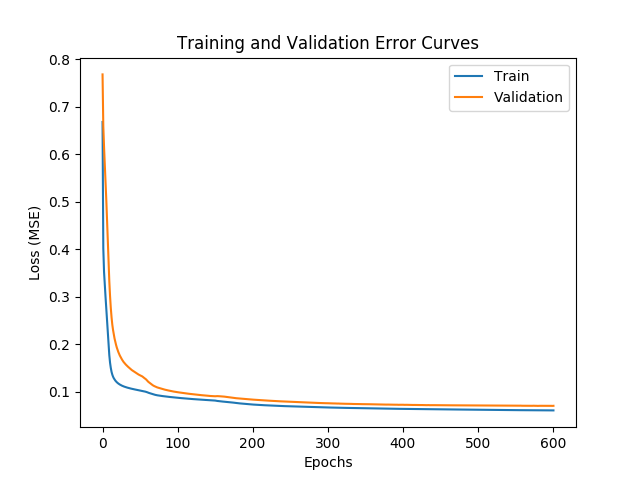 Training and Validation Error Curves
Train
Validation
Loss (MSE)
0.8
0.7
0.6
0.5
0.4
0.3
0.2
0.1
0 100 200 300 400 500 600
Epochs